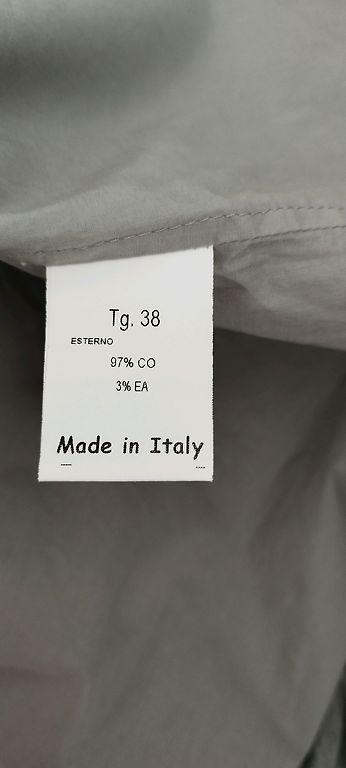 Tg. 38
ESTERNO
97% CO
3% EA
Made in Italy